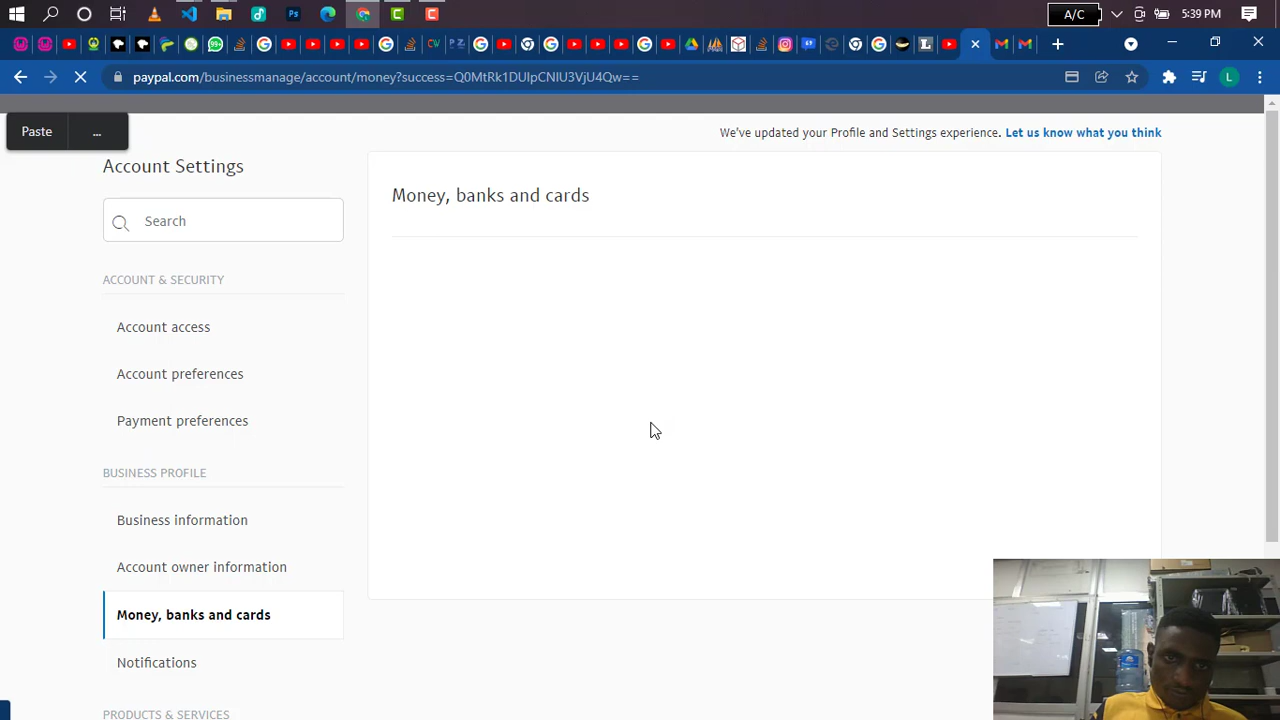 A/C
5:39 PM
paypal.com/businessmanage/account/money?success=Q0MtRk1DUlpCNlU3VjU4Qw==
Paste
...
We've updated your Profile and Settings experience. Let us know what you think
Account Settings
Search
ACCOUNT & SECURITY
Account access
Account preferences
Payment preferences
BUSINESS PROFILE
Business information
Account owner information
Money, banks and cards
Notifications
PRODUCTS & SERVICES
Money, banks and cards